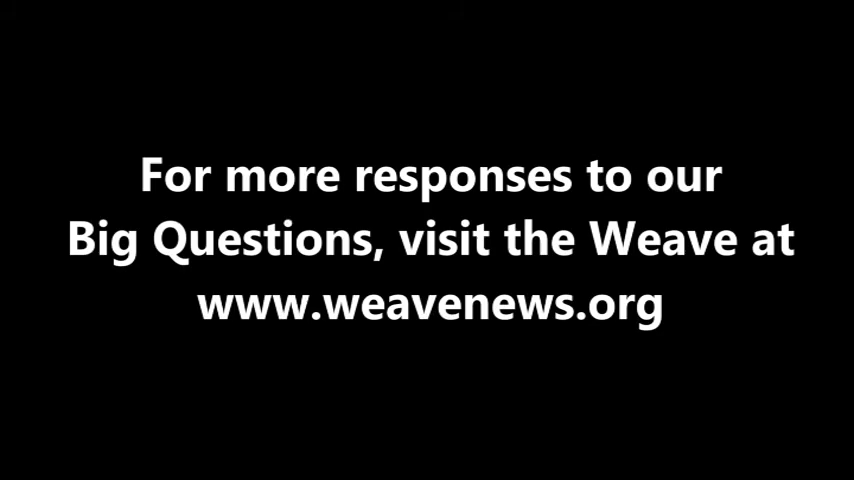 For more responses to our
Big Questions, visit the Weave at
www.weavenews.org